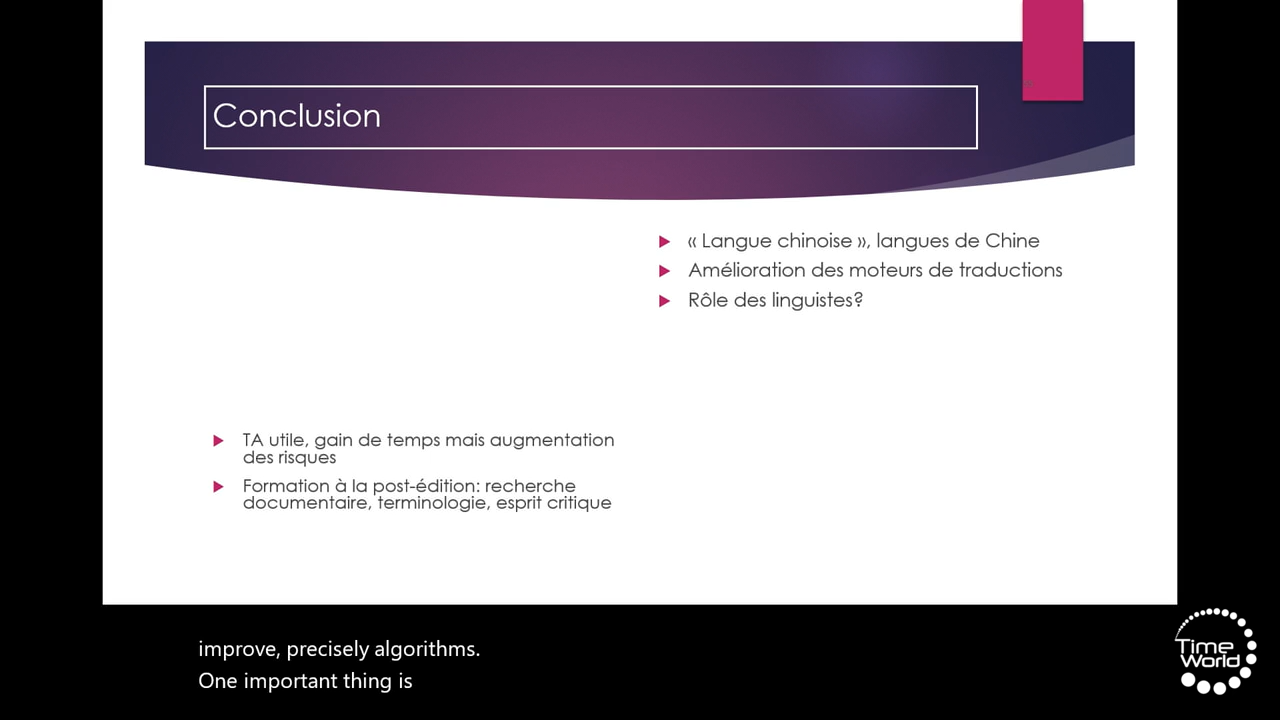 Conclusion
« Langue chinoise », langues de Chine
Amélioration des moteurs de traductions
Rôle des linguistes?
TA utile, gain de temps mais augmentation
des risques
Formation à la post-édition: recherche
documentaire, terminologie, esprit critique
improve, precisely algorithms.
One important thing is
Time
World